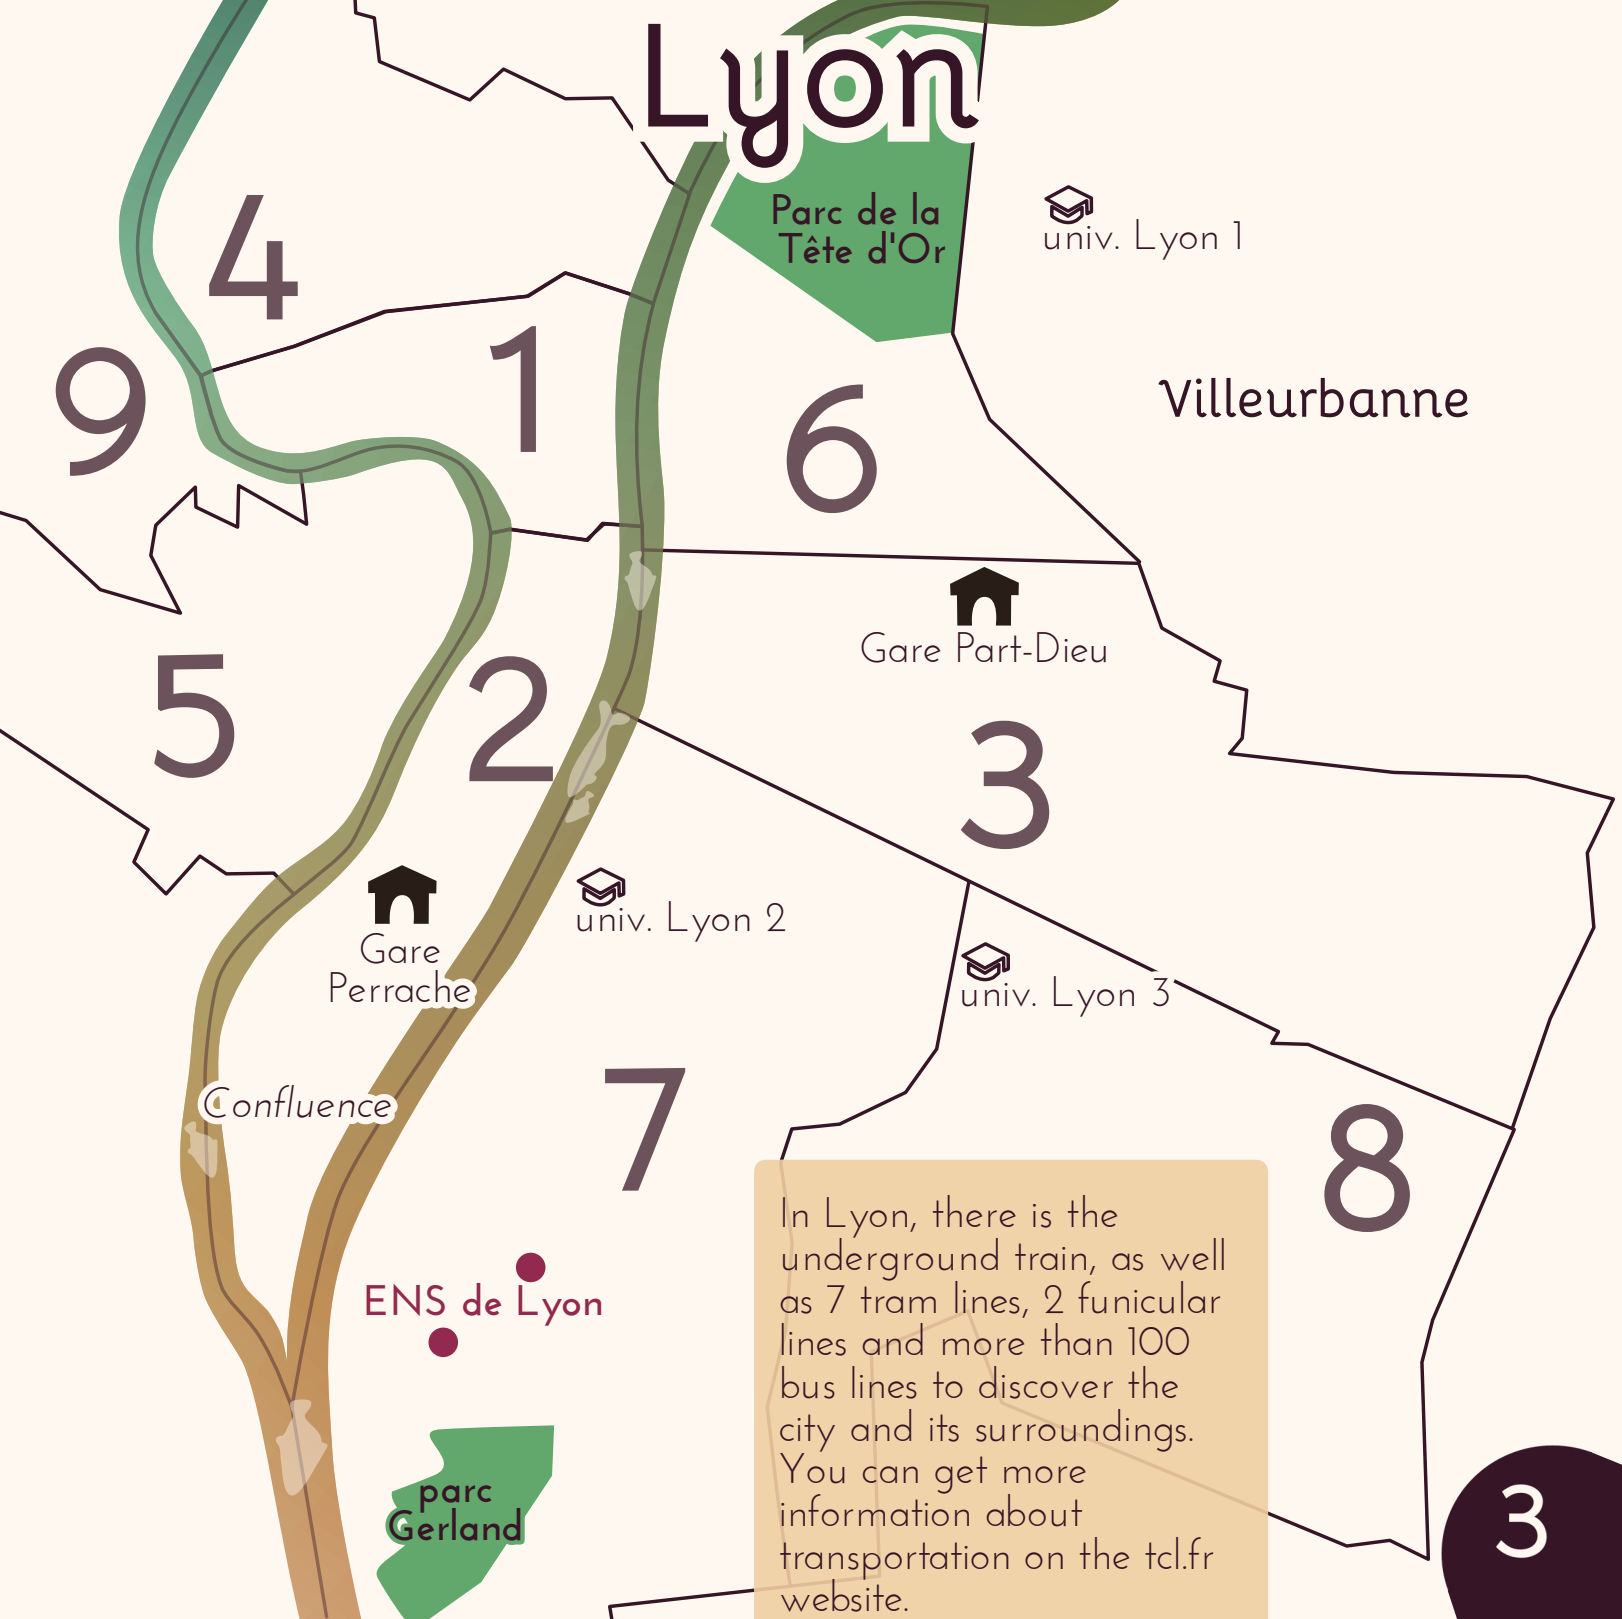 Lyon
Parc de la
Tête d'Or
univ. Lyon 1
4
9
1
6
Villeurbanne
Gare Part-Dieu
5
2
3
univ. Lyon 2
Gare
Perrache
univ. Lyon 3
Confluence
7
8
ENS de Lyon
parc
Gerland
In Lyon, there is the
underground train, as well
as 7 tram lines, 2 funicular
lines and more than 100
bus lines to discover the
city and its surroundings.
You can get more
information about
transportation on the tcl.fr
website.
3